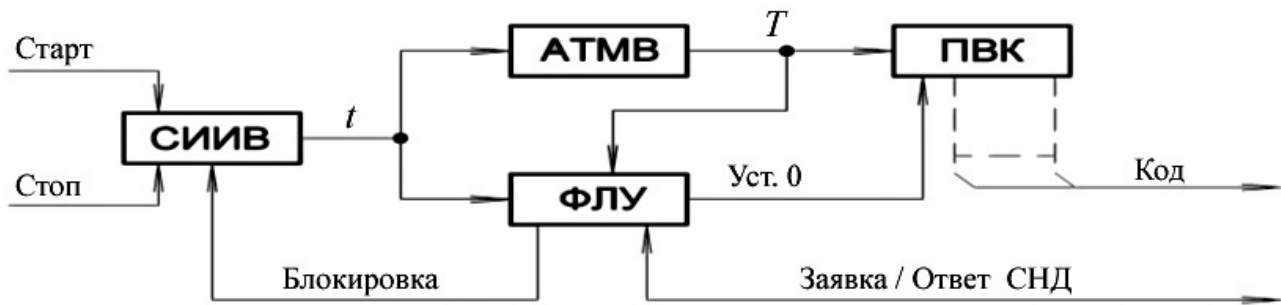 Старт
T
АТМВ
ПВК
t
СИИВ
Стоп
ФЛУ
Уст. 0
Код
Блокировка
Заявка / Ответ СНД